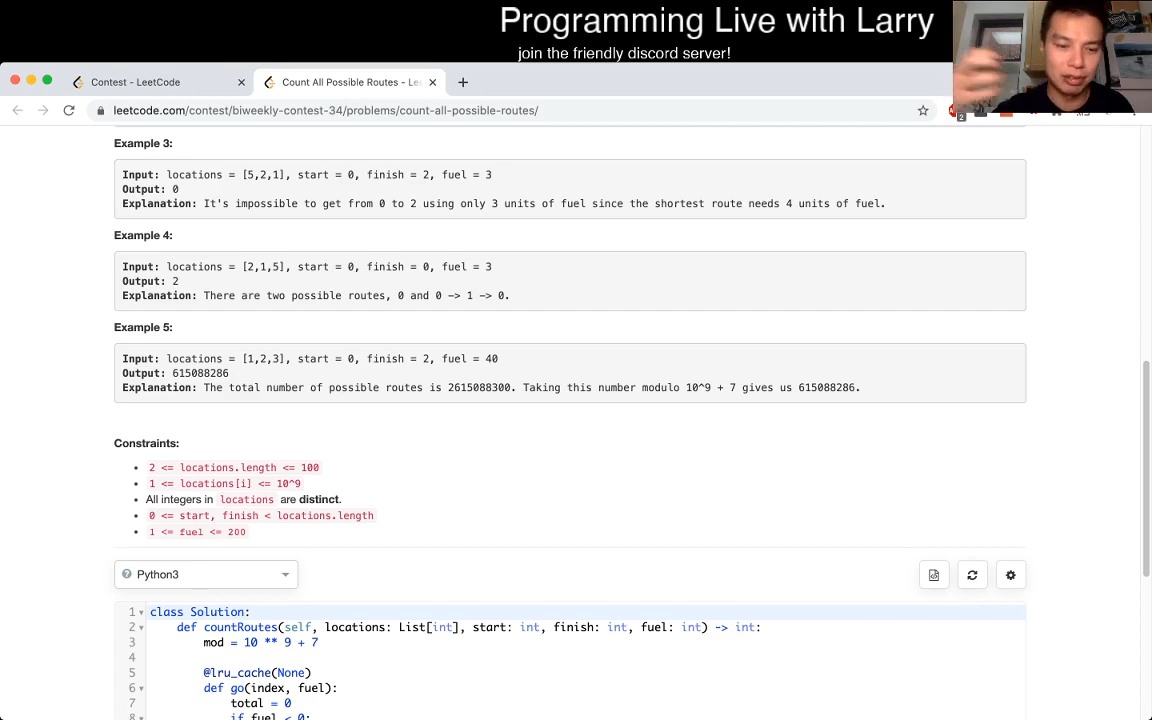 Programming Live with Larry
join the friendly discord server!
Contest - LeetCode
Count All Possible Routes - Le
leetcode.com/contest/biweekly-contest-34/problems/count-all-possible-routes/
2
Example 3:
Input: locations = [5,2,1], start = 0, finish = 2, fuel = 3
Output: 0
Explanation: It's impossible to get from 0 to 2 using only 3 units of fuel since the shortest route needs 4 units of fuel.
Example 4:
Input: locations = [2,1,5], start = 0, finish = 0, fuel = 3
Output: 2
Explanation: There are two possible routes, 0 and 0 -> 1 -> 0.
Example 5:
Input: locations = [1,2,3], start = 0, finish = 2, fuel = 40
Output: 615088286
Explanation: The total number of possible routes is 2615088300. Taking this number modulo 10^9 + 7 gives us 615088286.
Constraints:
• 2 <= locations.length <= 100
• 1 <= locations[i] <= 10^9
• All integers in locations are distinct.
• 0 <= start, finish < locations.length
• 1 <= fuel <= 200
Python3
1 class Solution:
2 def countRoutes(self, locations: List[int], start: int, finish: int, fuel: int) -> int:
3 mod = 10 ** 9 + 7
4
5 @lru_cache(None)
6 def go(index, fuel):
7 total = 0
8 if fuel < 0: